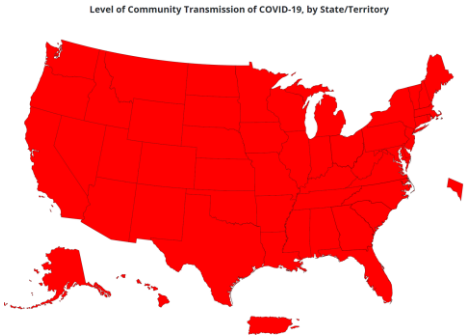 Level of Community Transmission of COVID-19, by State/Territory